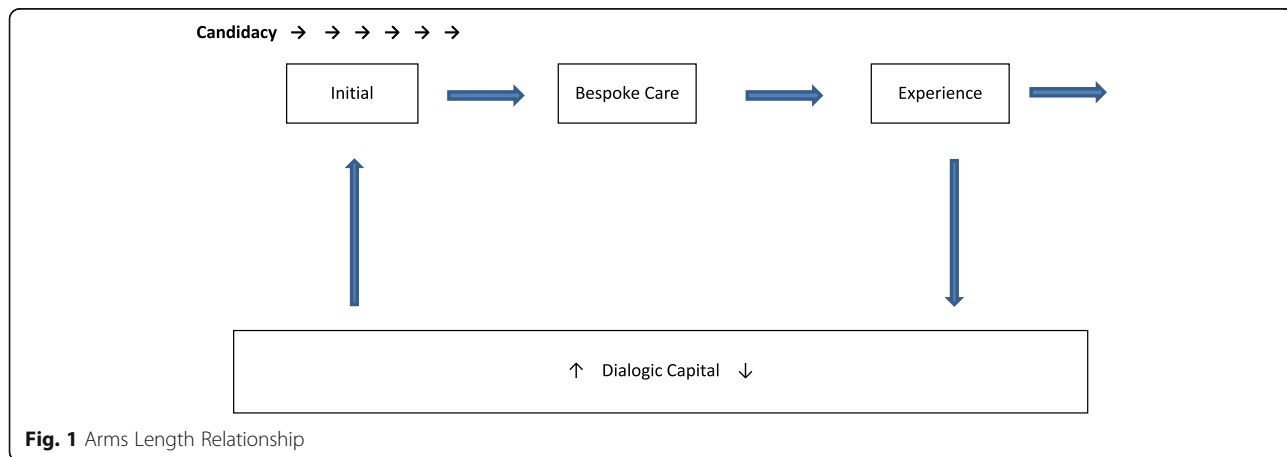 Candidacy → → → → → →
Initial
Bespoke Care
Experience
↑ Dialogic Capital ↓
Fig. 1 Arms Length Relationship